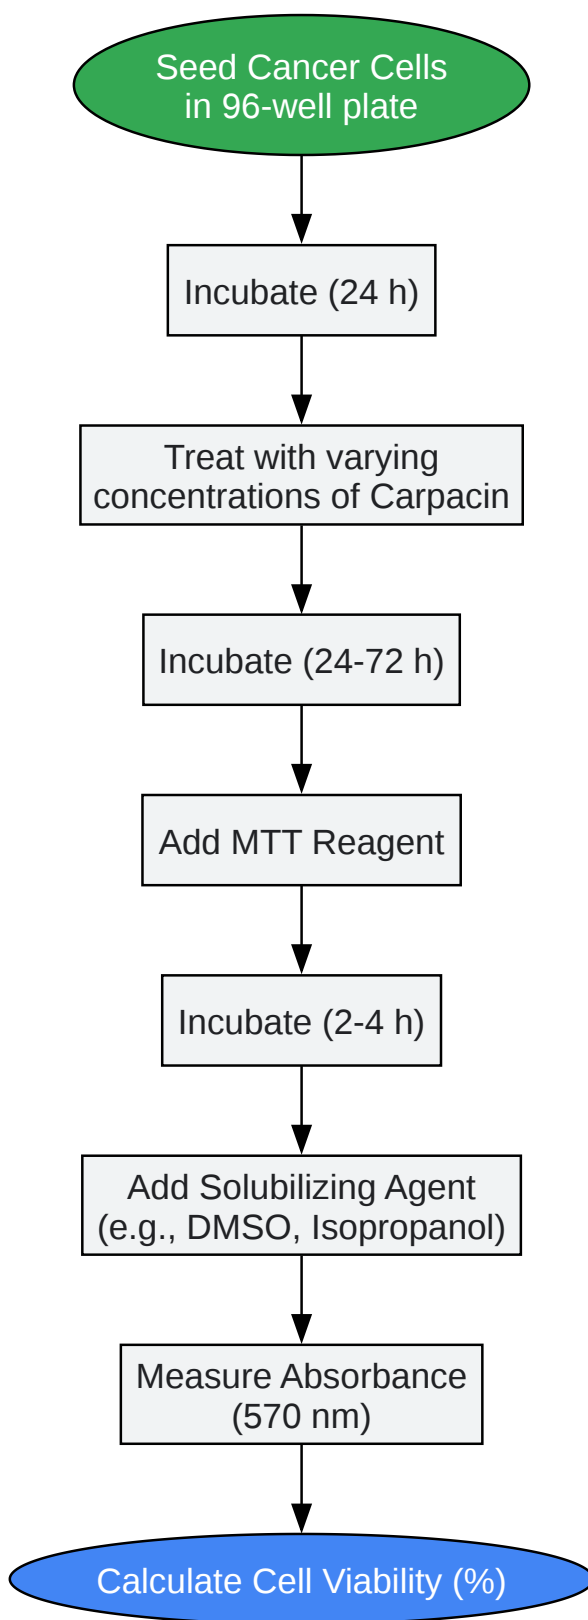 Seed Cancer Cells
in 96-well plate
Incubate (24 h)
Treat with varying
concentrations of Carpacin
Incubate (24-72 h)
Add MTT Reagent
Incubate (2-4 h)
Add Solubilizing Agent
(e.g., DMSO, Isopropanol)
Measure Absorbance
(570 nm)
Calculate Cell Viability (%)